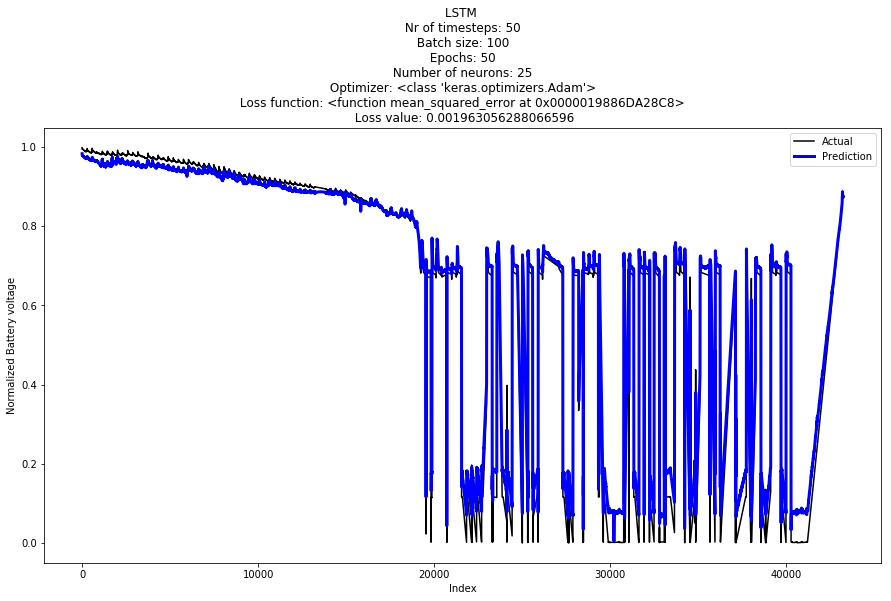 LSTM
Nr of timesteps: 50
Batch size: 100
Epochs: 50
Number of neurons: 25
Optimizer: <class 'keras.optimizers.Adam'>
Loss function: <function mean_squared_error at 0x0000019886DA28C8>
Loss value: 0.001963056288066596
Actual
Prediction
1.0
0.8
0.6
0.4
0.2
0.0
Normalized Battery voltage
0 10000 20000 30000 40000
Index